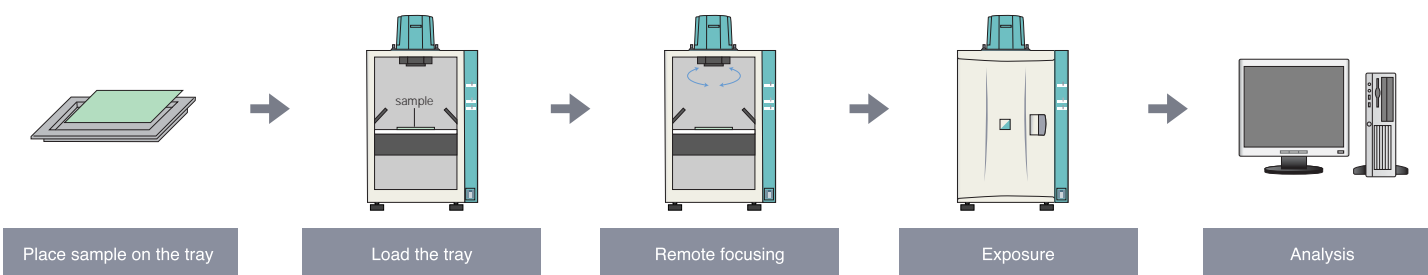 sample
Place sample on the tray
Load the tray
Remote focusing
Exposure
Analysis